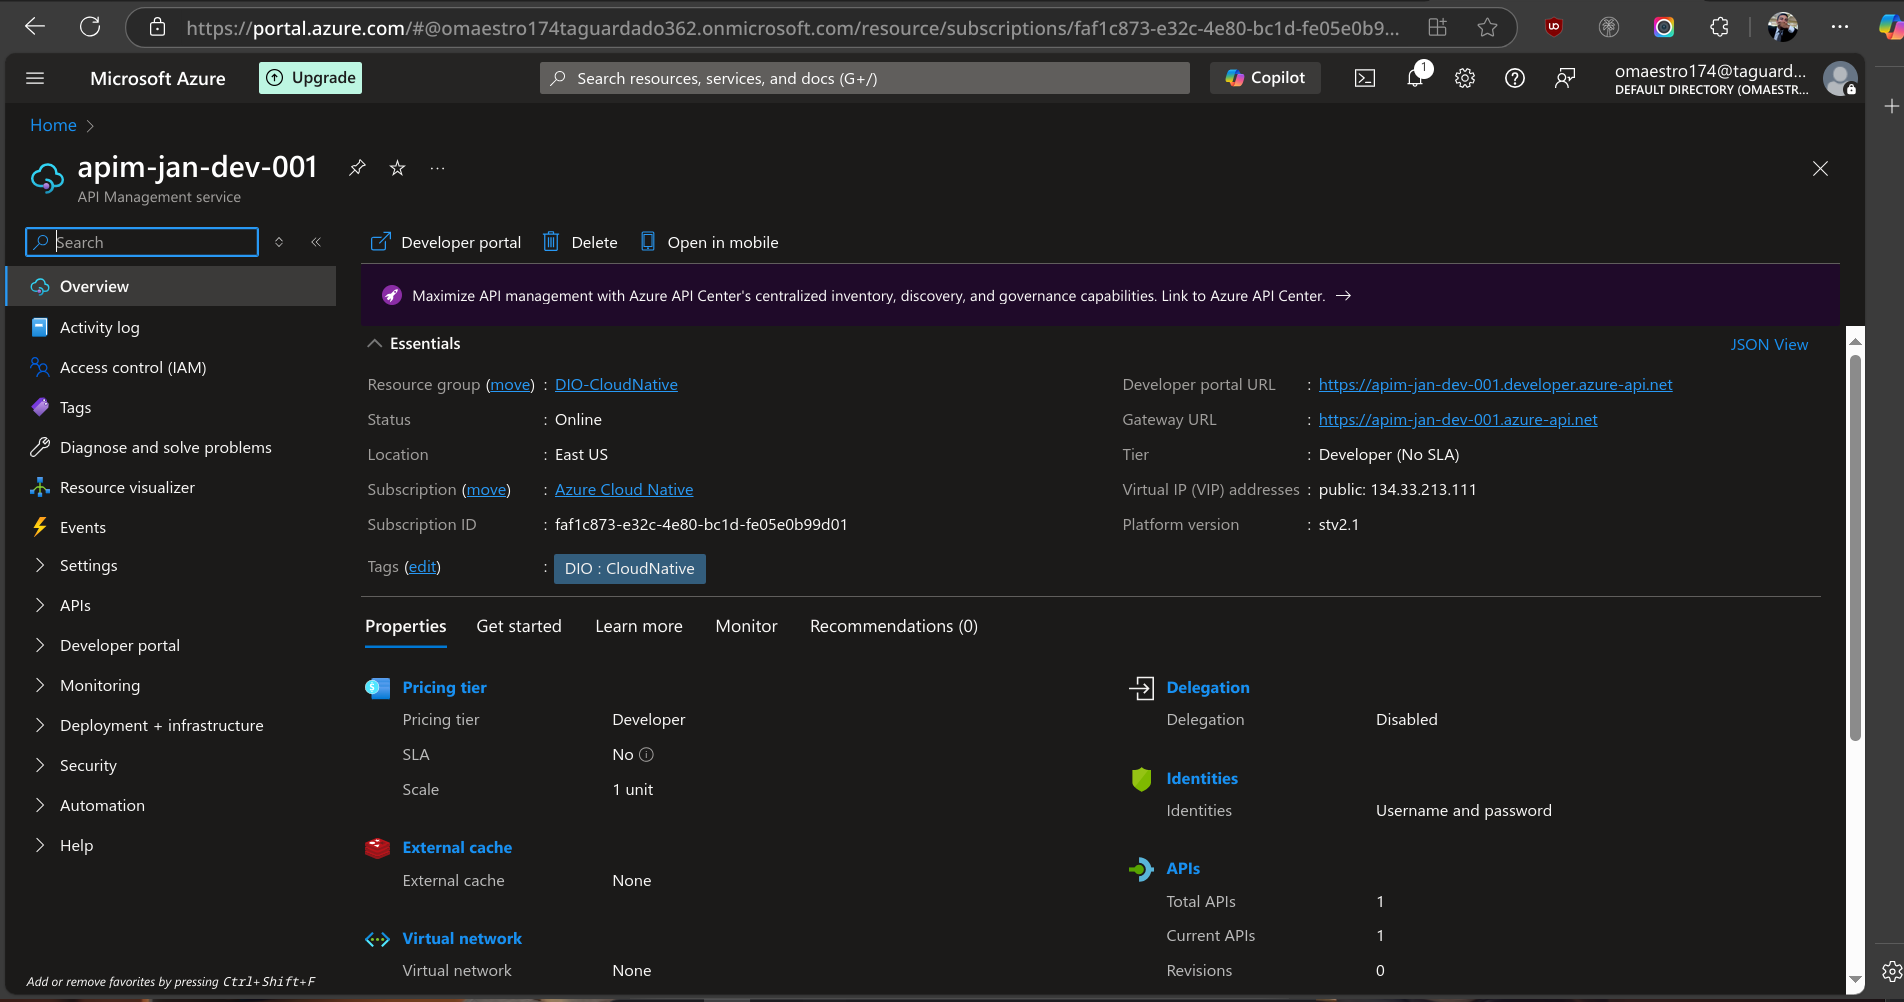 https://portal.azure.com/#@omaestro174taguardado362.onmicrosoft.com/resource/subscriptions/faf1c873-e32c-4e80-bc1d-fe05e0b9...
Microsoft Azure
Upgrade
Search resources, services, and docs (G+/)
Copilot
1
omaestro174@taguard...
DEFAULT DIRECTORY (OMAESTR...
Home
apim-jan-dev-001
API Management service
Search
Developer portal
Delete
Open in mobile
Overview
Activity log
Access control (IAM)
Tags
Diagnose and solve problems
Resource visualizer
Events
Settings
APIs
Developer portal
Monitoring
Deployment + infrastructure
Security
Automation
Help
Add or remove favorites by pressing Ctrl+Shift+F
Maximize API management with Azure API Center's centralized inventory, discovery, and governance capabilities. Link to Azure API Center. →
Essentials
JSON View
Resource group (move) : DIO-CloudNative
Status : Online
Location : East US
Subscription (move) : Azure Cloud Native
Subscription ID : faf1c873-e32c-4e80-bc1d-fe05e0b99d01
Tags (edit) : DIO : CloudNative
Developer portal URL : https://apim-jan-dev-001.developer.azure-api.net
Gateway URL : https://apim-jan-dev-001.azure-api.net
Tier : Developer (No SLA)
Virtual IP (VIP) addresses : public: 134.33.213.111
Platform version : stv2.1
Properties
Get started
Learn more
Monitor
Recommendations (0)
Pricing tier
Pricing tier Developer
SLA No
Scale 1 unit
External cache
External cache None
Virtual network
Virtual network None
Delegation
Delegation Disabled
Identities
Identities Username and password
APIs
Total APIs 1
Current APIs 1
Revisions 0